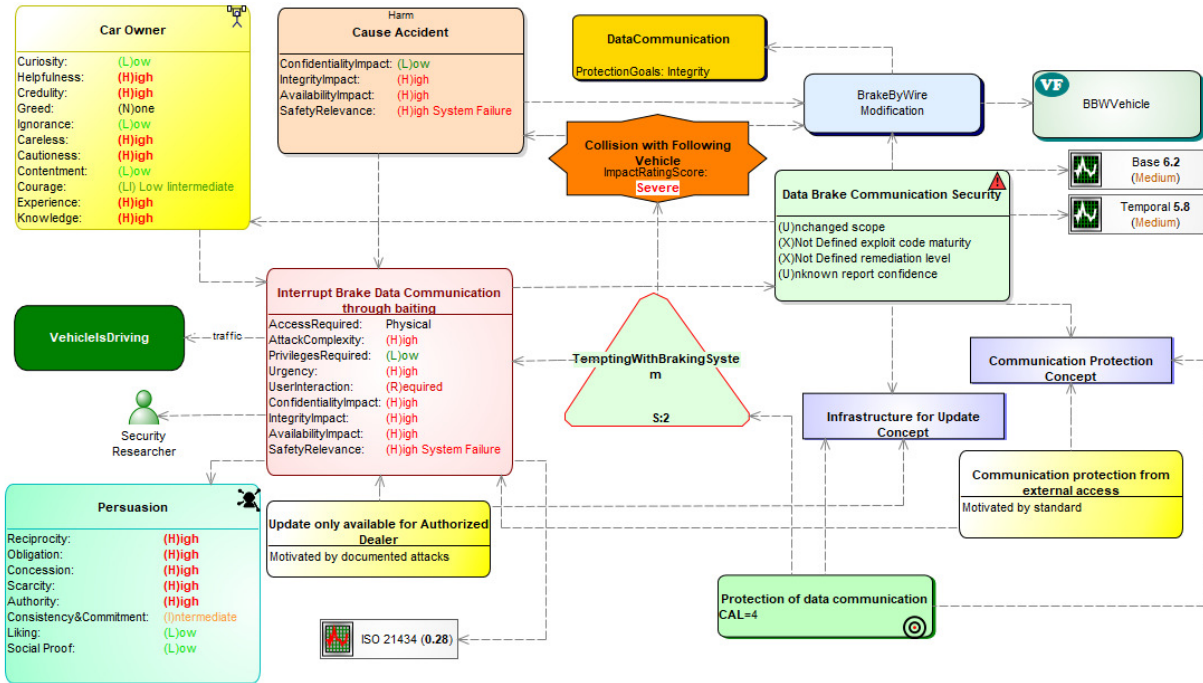 Car Owner
Curiosity: (L)ow
Helpfulness: (H)igh
Credulity: (H)igh
Greed: (N)one
Ignorance: (L)ow
Careless: (H)igh
Cautioness: (H)igh
Contentment: (L)ow
Courage: (LI) Low Iintermediate
Experience: (H)igh
Knowledge: (H)igh
Harm
Cause Accident
ConfidentialityImpact: (L)ow
IntegrityImpact: (H)igh
AvailabilityImpact: (H)igh
SafetyRelevance: (H)igh System Failure
DataCommunication
ProtectionGoals: Integrity
BrakeByWire
Modification
VF
BBWVehicle
Collision with Following
Vehicle
ImpactRatingScore:
Severe
Data Brake Communication Security
(U)nchanged scope
(X)Not Defined exploit code maturity
(X)Not Defined remediation level
(U)nknown report confidence
Base 6.2
(Medium)
Temporal 5.8
(Medium)
Interrupt Brake Data Communication
through baiting
AccessRequired: Physical
AttackComplexity: (H)igh
PrivilegesRequired: (L)ow
Urgency: (H)igh
UserInteraction: (R)equired
ConfidentialityImpact: (H)igh
IntegrityImpact: (H)igh
AvailabilityImpact: (H)igh
SafetyRelevance: (H)igh System Failure
VehicleIsDriving
traffic
Security
Researcher
TemptingWithBrakingSyste
m
S:2
Communication Protection
Concept
Infrastructure for Update
Concept
Persuasion
Reciprocity: (H)igh
Obligation: (H)igh
Concession: (H)igh
Scarcity: (H)igh
Authority: (H)igh
Consistency&Commitment: (I)ntermediate
Liking: (L)ow
Social Proof: (L)ow
Update only available for Authorized
Dealer
Motivated by documented attacks
Communication protection from
external access
Motivated by standard
Protection of data communication
CAL=4
ISO 21434 (0.28)